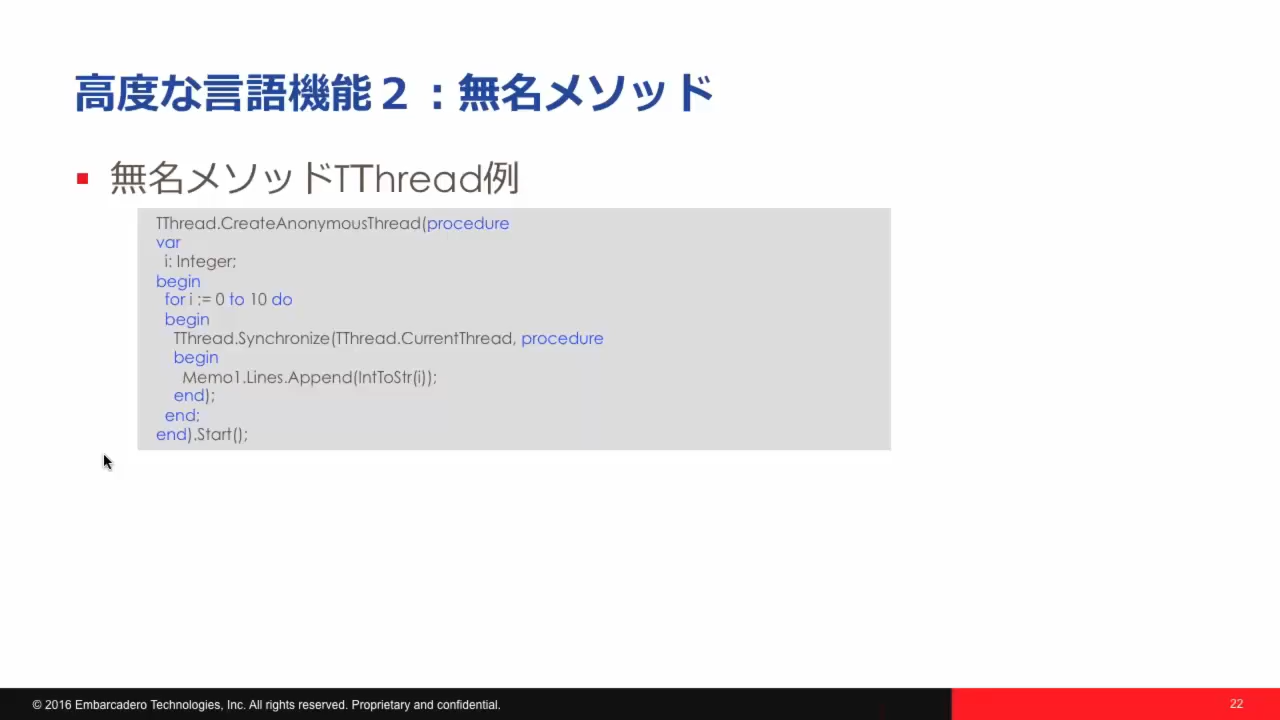 高度な言語機能２：無名メソッド
無名メソッドTThread例
TThread.CreateAnonymousThread(procedure
var
i: Integer;
begin
for i := 0 to 10 do
begin
TThread.Synchronize(TThread.CurrentThread, procedure
begin
Memo1.Lines.Append(IntToStr(i));
end);
end;
end).Start();
© 2016 Embarcadero Technologies, Inc. All rights reserved. Proprietary and confidential.
22